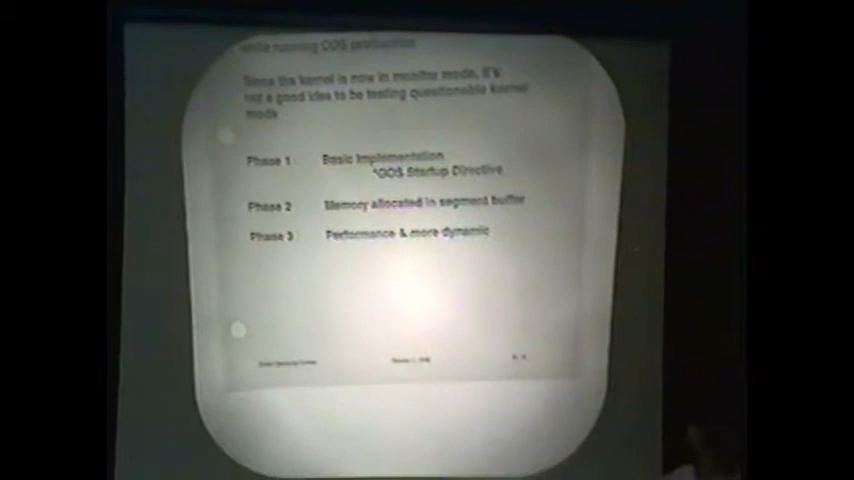 while running COS production
Since the kernel is now in monitor mode, it's
not a good idea to be testing questionable kernel
mods
Phase 1 Basic Implementation
*GOS Startup Directive
Phase 2 Memory allocated in segment buffer
Phase 3 Performance & more dynamic